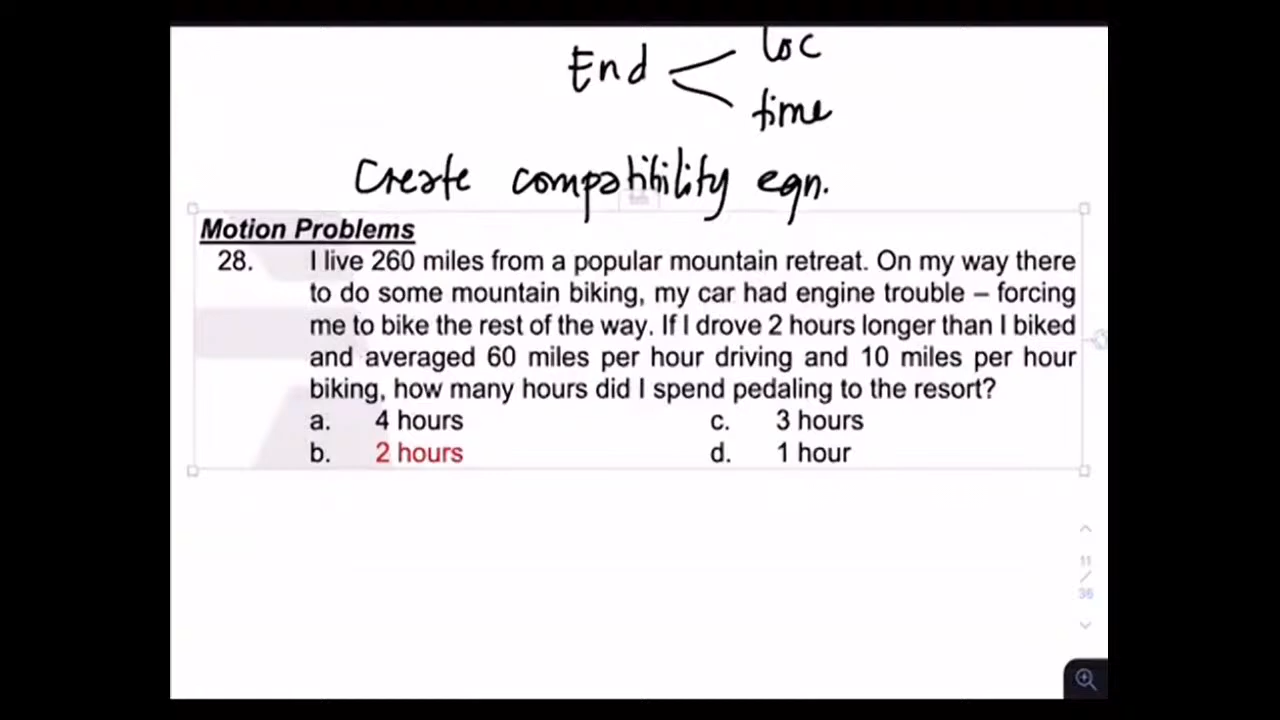 End < loc
time
Create compatibility eqn.
Motion Problems
28. I live 260 miles from a popular mountain retreat. On my way there
to do some mountain biking, my car had engine trouble – forcing
me to bike the rest of the way. If I drove 2 hours longer than I biked
and averaged 60 miles per hour driving and 10 miles per hour
biking, how many hours did I spend pedaling to the resort?
a. 4 hours c. 3 hours
b. 2 hours d. 1 hour
11
/
36